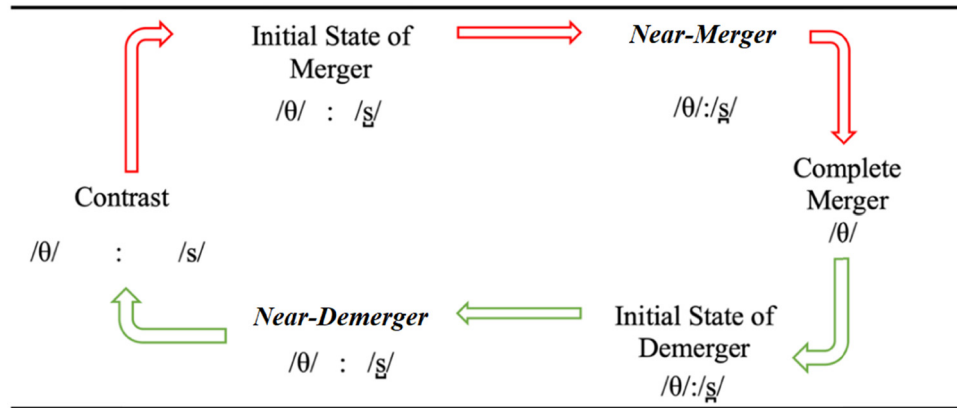 Initial State of
Merger
/θ/ : /s̺/
Near-Merger
/θ/:/s̪/
Complete
Merger
/θ/
Contrast
/θ/ : /s/
Near-Demerger
/θ/ : /s̺/
Initial State of
Demerger
/θ/:/s̪/